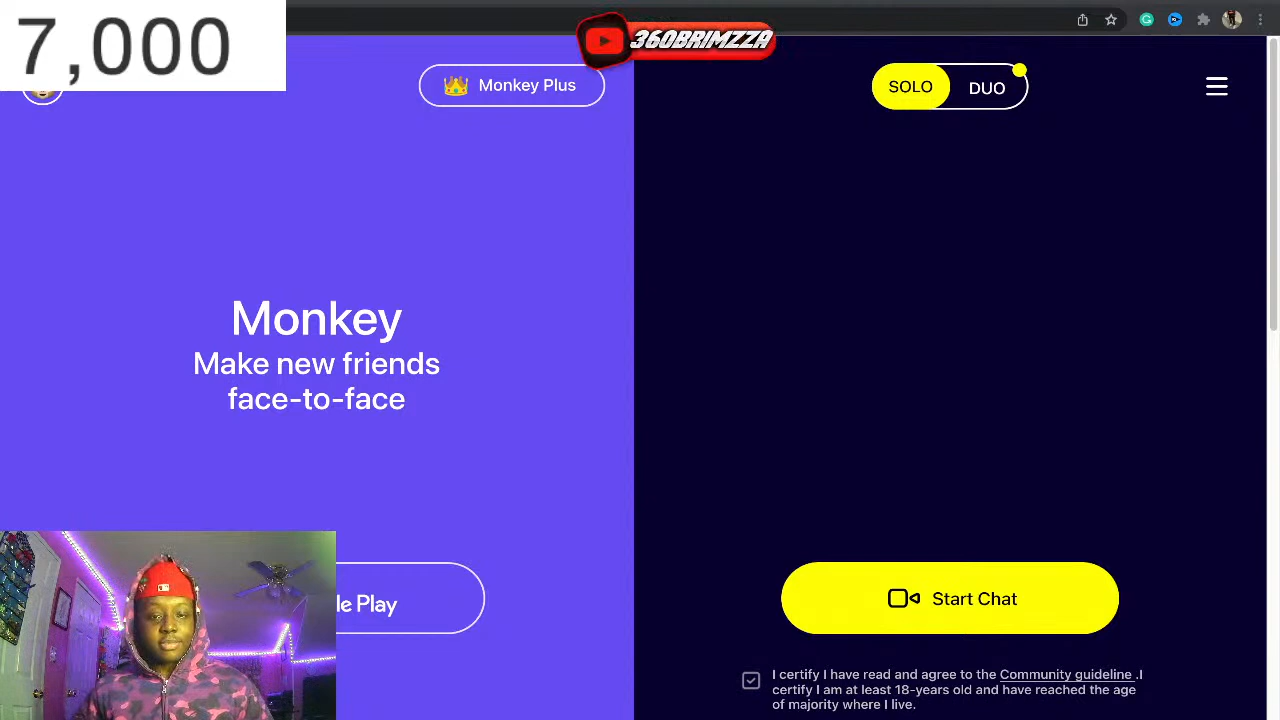 7,000
360BRIMZZA
Monkey Plus
SOLO
DUO
Monkey
Make new friends
face-to-face
le Play
Start Chat
I certify I have read and agree to the Community guideline .I
certify I am at least 18-years old and have reached the age
of majority where I live.